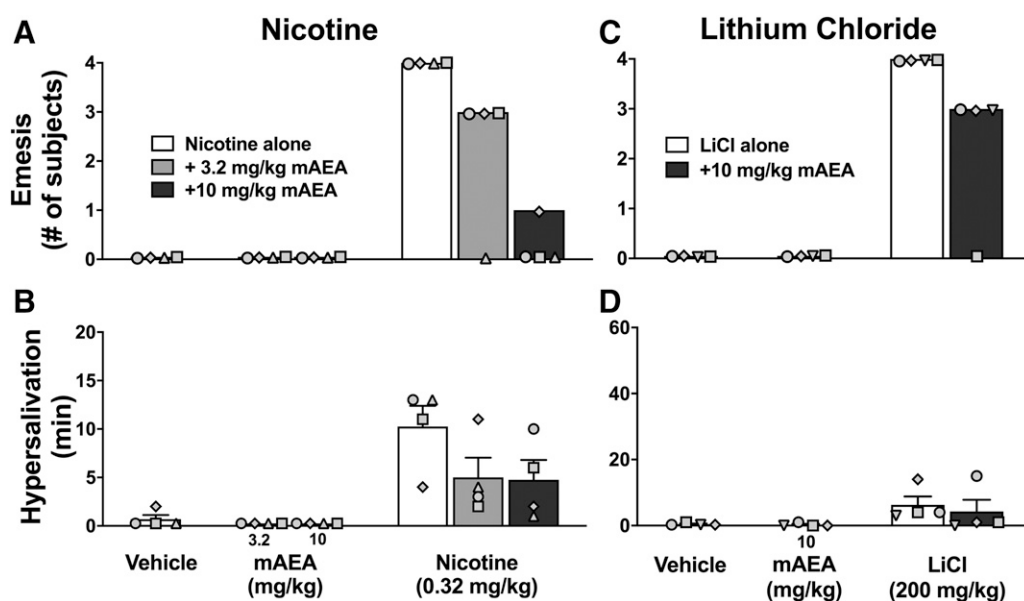 A
Nicotine
Emesis
(# of subjects)
4
3
2
1
0
Nicotine alone
+ 3.2 mg/kg mAEA
+10 mg/kg mAEA
C
Lithium Chloride
4
3
2
1
0
LiCl alone
+10 mg/kg mAEA
B
Hypersalivation
(min)
20
15
10
5
0
3.2 10
Vehicle
mAEA
(mg/kg)
Nicotine
(0.32 mg/kg)
D
60
40
20
0
10
Vehicle
mAEA
(mg/kg)
LiCl
(200 mg/kg)